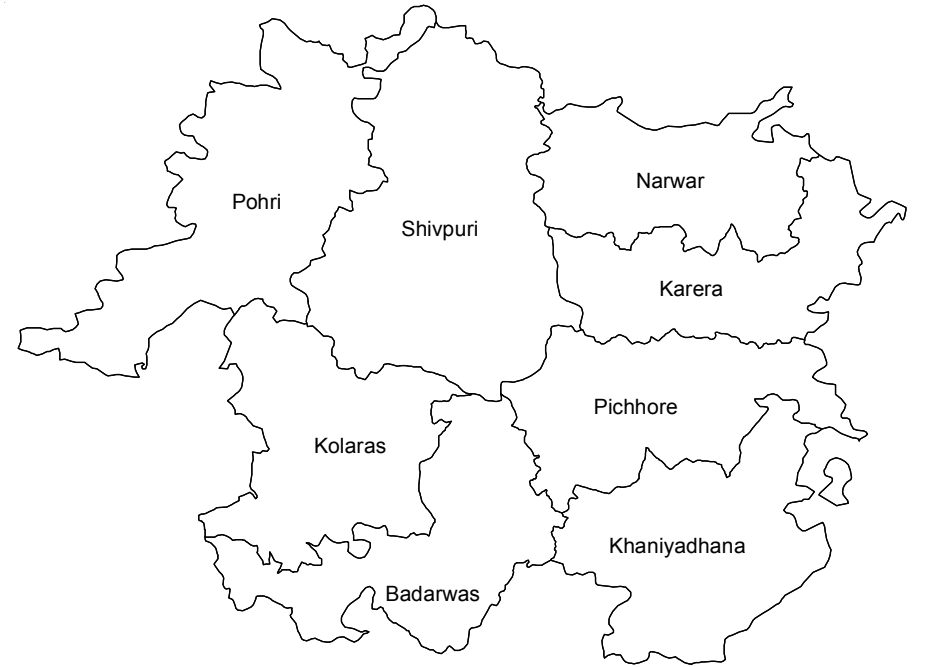 Narwar
Pohri
Shivpuri
Karera
Pichhore
Kolaras
Khaniyadhana
Badarwas